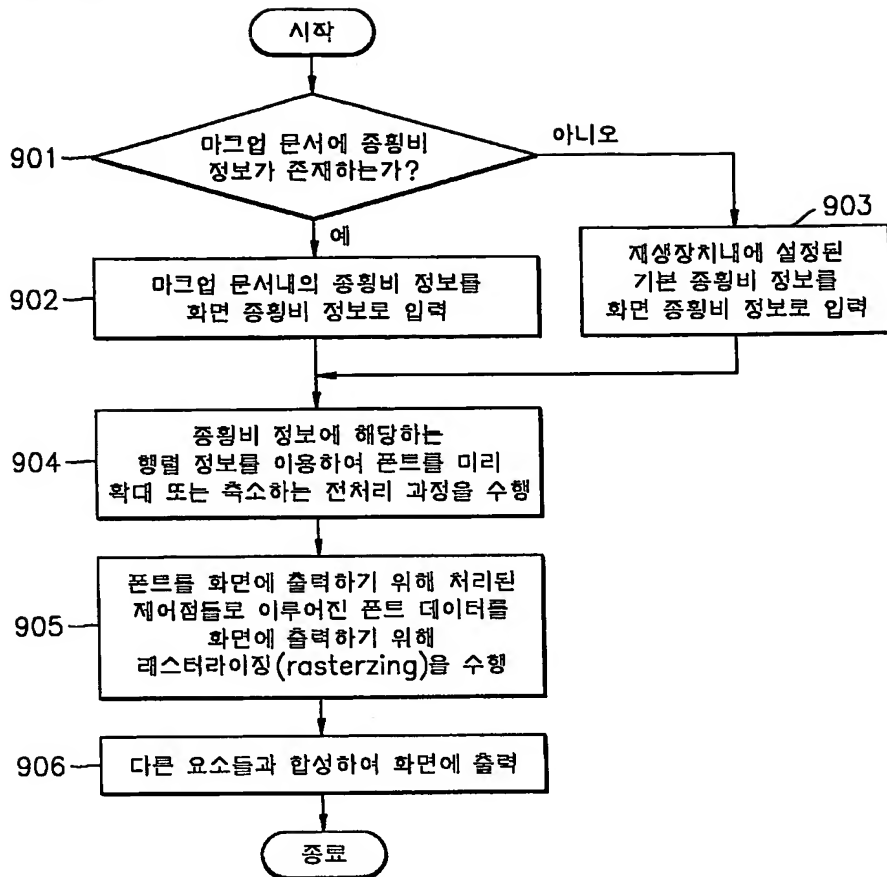 시작
901
마크업 문서에 종횡비
정보가 존재하는가?
아니오
예
902
마크업 문서내의 종횡비 정보를
화면 종횡비 정보로 입력
903
재생장치내에 설정된
기본 종횡비 정보를
화면 종횡비 정보로 입력
904
종횡비 정보에 해당하는
행렬 정보를 이용하여 폰트를 미리
확대 또는 축소하는 전처리 과정을 수행
905
폰트를 화면에 출력하기 위해 처리된
제어점들로 이루어진 폰트 데이터를
화면에 출력하기 위해
래스터라이징(rasterzing)을 수행
906
다른 요소들과 합성하여 화면에 출력
종료